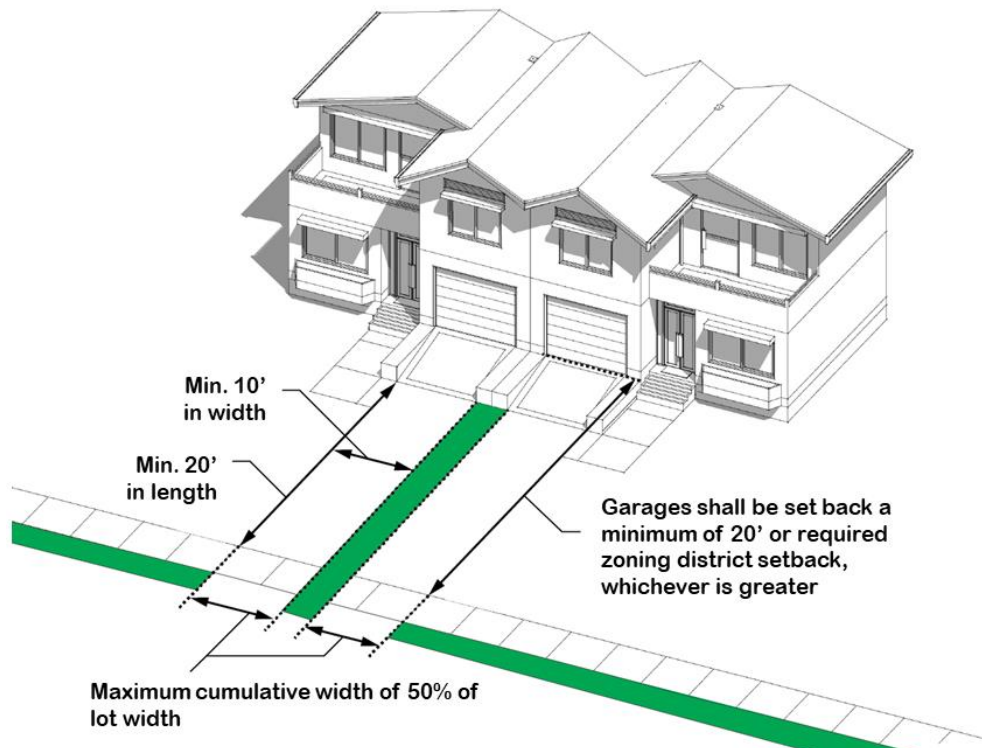 Min. 10’
in width
Min. 20’
in length
Garages shall be set back a
minimum of 20’ or required
zoning district setback,
whichever is greater
Maximum cumulative width of 50% of
lot width